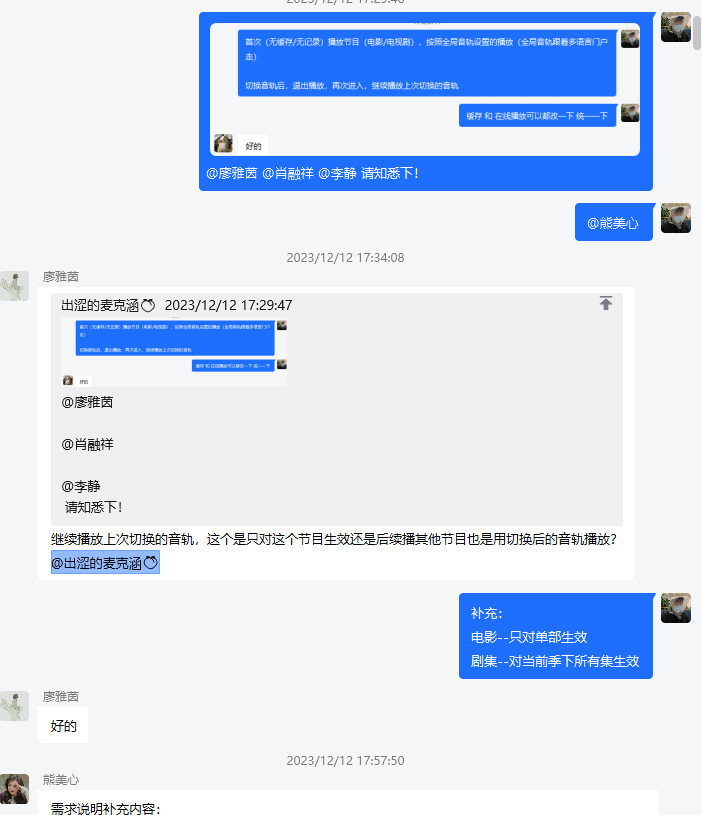 2023/12/12 17:29:46
首次（无缓存/无记录）播放节目（电影/电视剧），按照全局音轨设置的播放（全局音轨跟着多语言门户
走）
切换音轨后，退出播放，再次进入，继续播放上次切换的音轨
缓存 和 在线播放可以都改一下 统一一下
好的
@廖雅茵 @肖融祥 @李静 请知悉下！
@熊美心
2023/12/12 17:34:08
廖雅茵
出涩的麦克涵 2023/12/12 17:29:47
首次（无缓存/无记录）播放节目（电影/电视剧），按照全局音轨设置的播放（全局音轨跟着多语言门户
走）
切换音轨后，退出播放，再次进入，继续播放上次切换的音轨
缓存 和 在线播放可以都改一下 统一一下
好的
@廖雅茵
@肖融祥
@李静
请知悉下！
继续播放上次切换的音轨，这个是只对这个节目生效还是后续播其他节目也是用切换后的音轨播放？
@出涩的麦克涵
补充：
电影--只对单部生效
剧集--对当前季下所有集生效
廖雅茵
好的
2023/12/12 17:57:50
熊美心
需求说明补充内容：